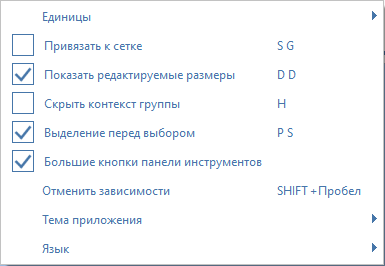 Единицы
Привязать к сетке S G
Показать редактируемые размеры D D
Скрыть контекст группы H
Выделение перед выбором P S
Большие кнопки панели инструментов
Отменить зависимости SHIFT +Пробел
Тема приложения
Язык